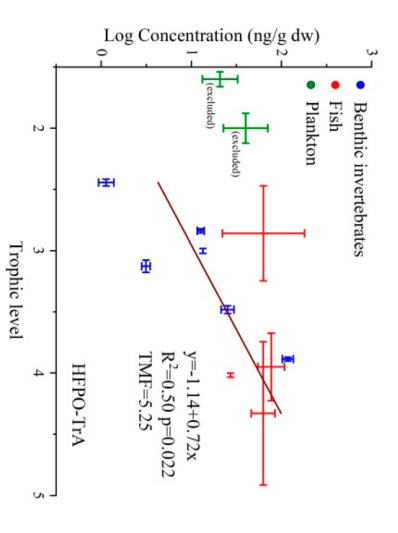 Log Concentration (ng/g dw)
3
2
1
0
Benthic invertebrates
Fish
Plankton
(excluded)
(excluded)
y=-1.14+0.72x
R²=0.50 p=0.022
TMF=5.25
HFPO-TrA
2
3
4
5
Trophic level